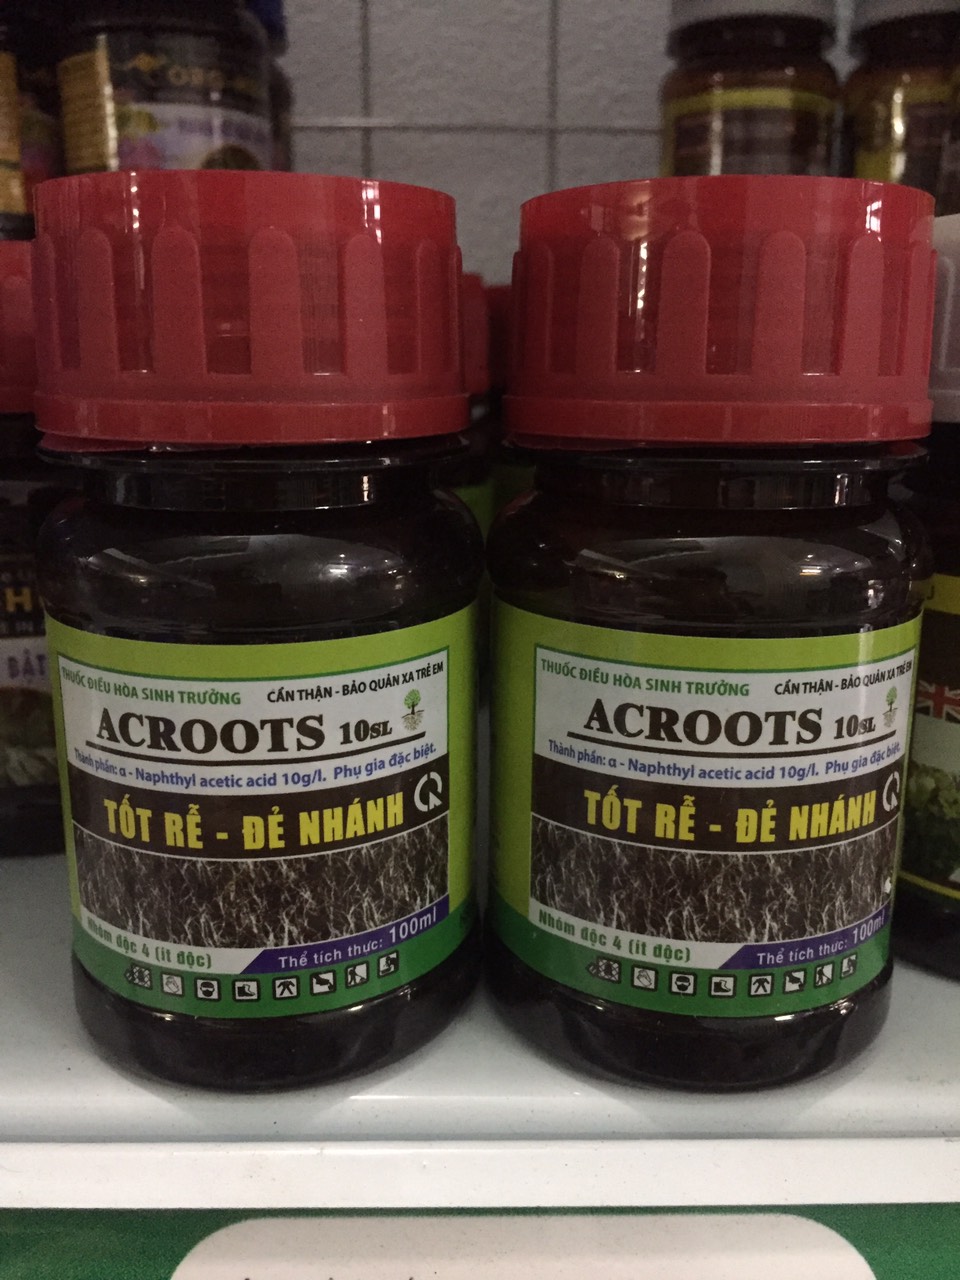 ORG
THUỐC ĐIỀU HÒA SINH TRƯỞNG
CẨN THẬN - BẢO QUẢN XA TRẺ EM
ACROOTS 10SL
Thành phần: α - Naphthyl acetic acid 10g/l. Phụ gia đặc biệt.
TỐT RỄ - ĐẺ NHÁNH
Nhóm độc 4 (ít độc)
Thể tích thực: 100ml
THUỐC ĐIỀU HÒA SINH TRƯỞNG
CẨN THẬN - BẢO QUẢN XA TRẺ EM
ACROOTS 10SL
Thành phần: α - Naphthyl acetic acid 10g/l. Phụ gia đặc biệt.
TỐT RỄ - ĐẺ NHÁNH
Nhóm độc 4 (ít độc)
Thể tích thực: 100ml